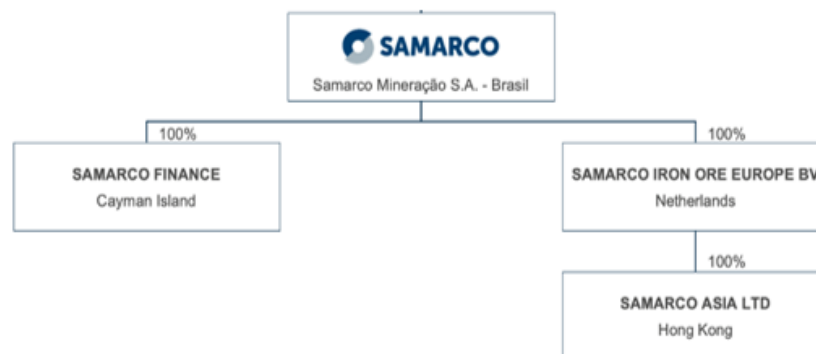 SAMARCO
Samarco Mineração S.A. - Brasil
100%
100%
SAMARCO FINANCE
Cayman Island
SAMARCO IRON ORE EUROPE BV
Netherlands
100%
SAMARCO ASIA LTD
Hong Kong